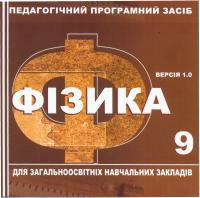 ПЕДАГОГІЧНИЙ ПРОГРАМНИЙ ЗАСІБ
ВЕРСІЯ 1.0
ФІЗИКА
9
ДЛЯ ЗАГАЛЬНООСВІТНІХ НАВЧАЛЬНИХ ЗАКЛАДІВ